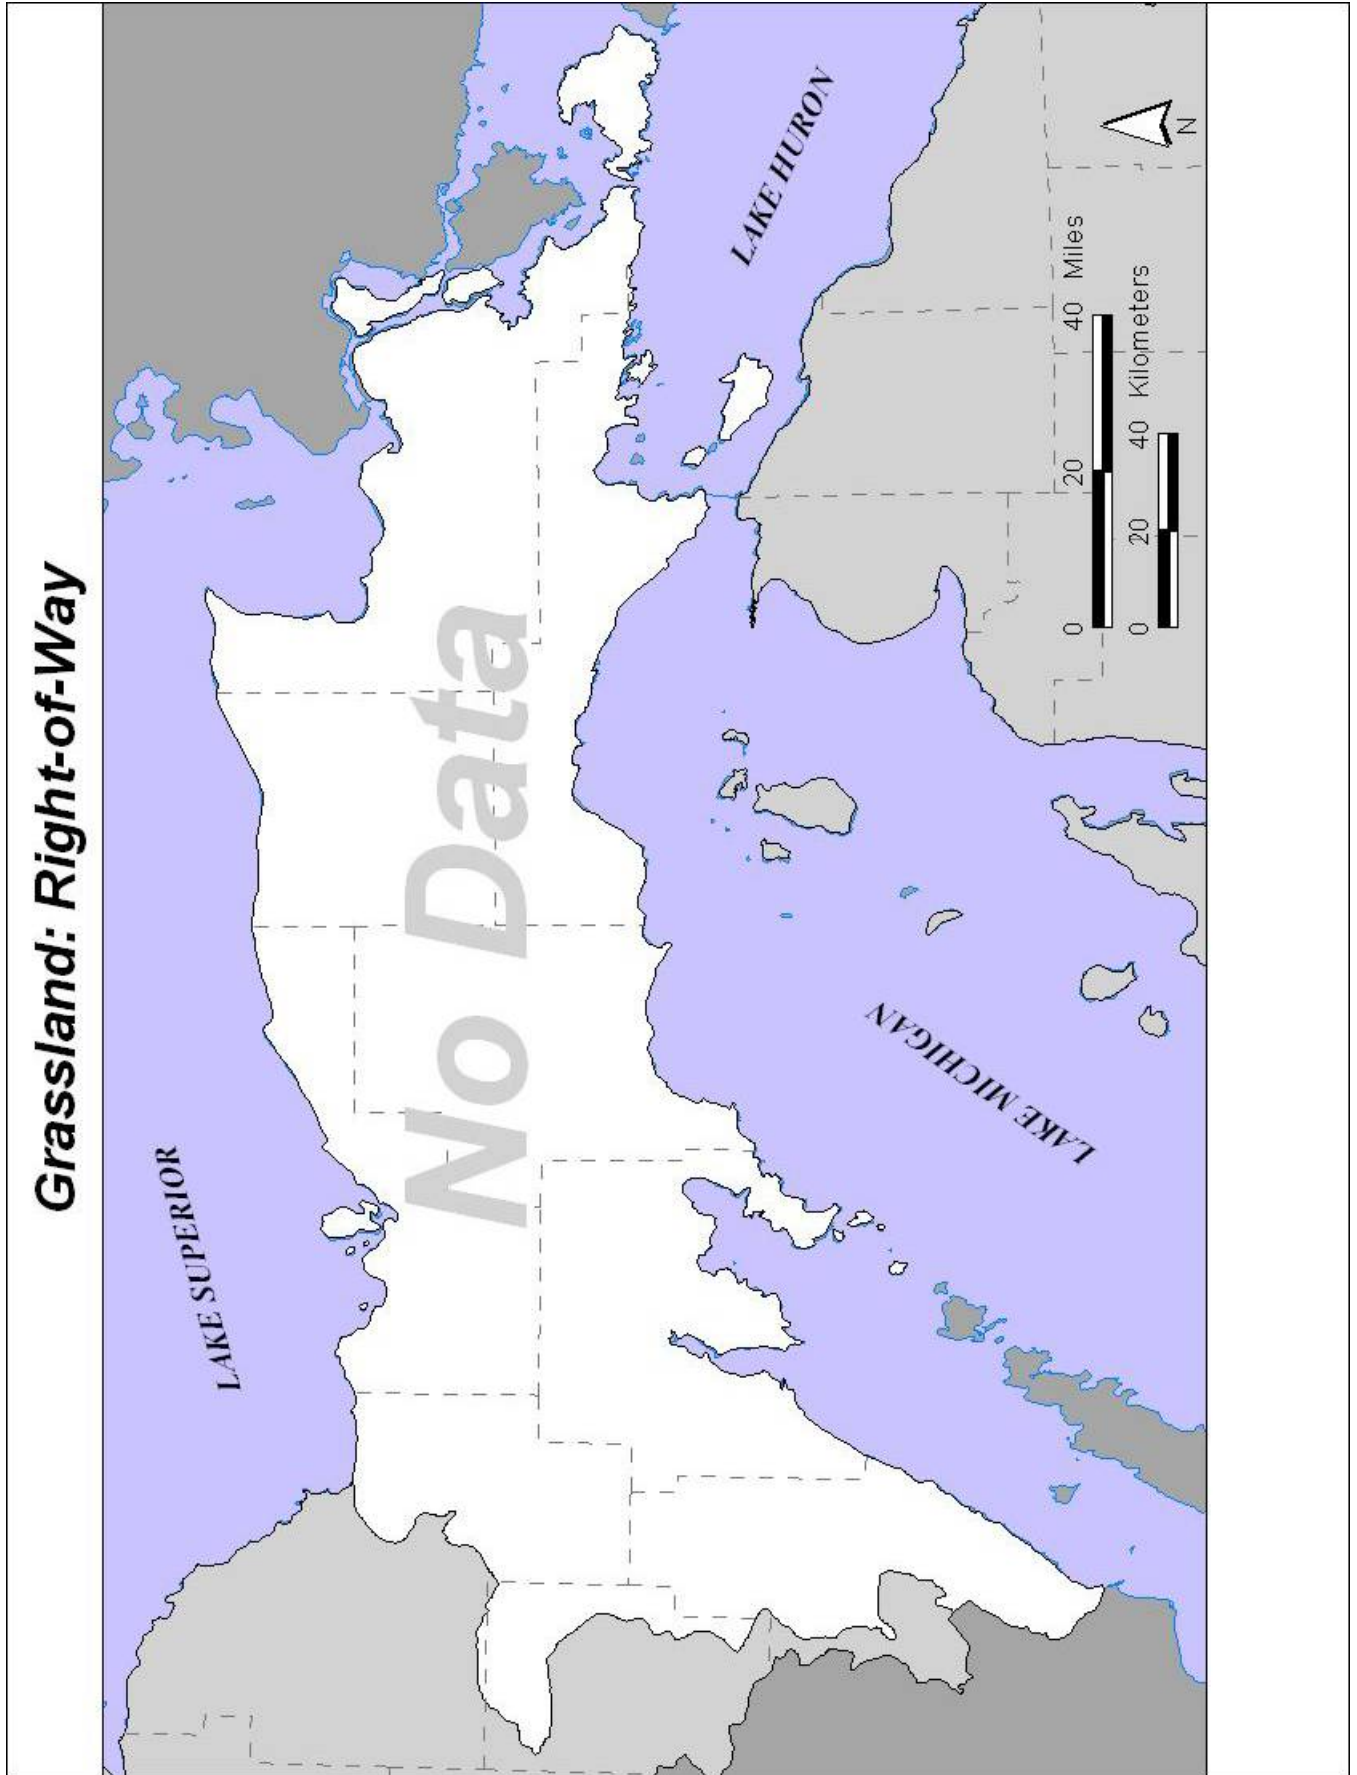 Grassland: Right-of-Way
LAKE SUPERIOR
No Data
LAKE HURON
LAKE MICHIGAN
0 20 40 Miles
0 20 40 Kilometers
N